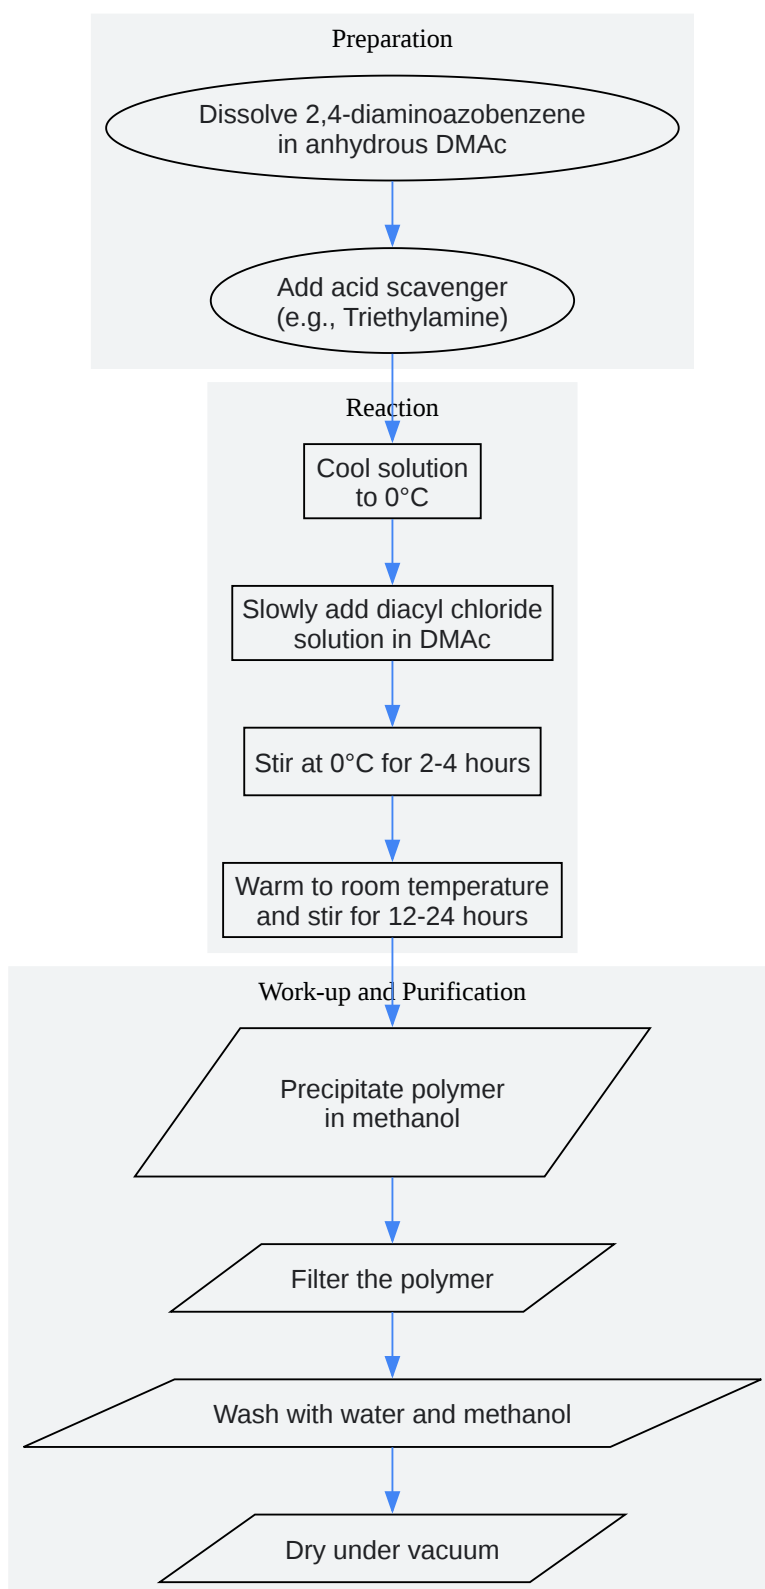 Preparation
Dissolve 2,4-diaminoazobenzene
in anhydrous DMAc
Add acid scavenger
(e.g., Triethylamine)
Reaction
Cool solution
to 0°C
Slowly add diacyl chloride
solution in DMAc
Stir at 0°C for 2-4 hours
Warm to room temperature
and stir for 12-24 hours
Work-up and Purification
Precipitate polymer
in methanol
Filter the polymer
Wash with water and methanol
Dry under vacuum